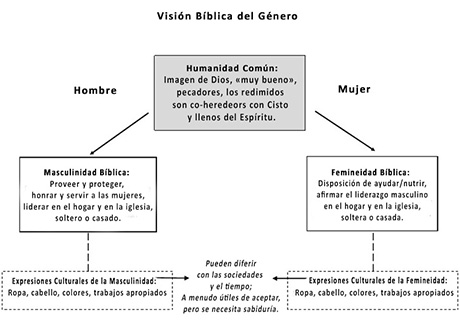 Visión Bíblica del Género
Humanidad Común:
Imagen de Dios, «muy bueno»,
pecadores, los redimidos
son co-heredeors con Cisto
y llenos del Espíritu.
Hombre
Mujer
Masculinidad Bíblica:
Proveer y proteger,
honrar y servir a las mujeres,
liderar en el hogar y en la iglesia,
soltero o casado.
Femineidad Bíblica:
Disposición de ayudar/nutrir,
afirmar el liderazgo masculino
en el hogar y en la iglesia,
soltera o casada.
Expresiones Culturales de la Masculinidad:
Ropa, cabello, colores, trabajos apropiados
Pueden diferir
con las sociedades
y el tiempo;
A menudo útiles de aceptar,
pero se necesita sabiduría.
Expresiones Culturales de la Femineidad:
Ropa, cabello, colores, trabajos apropiados